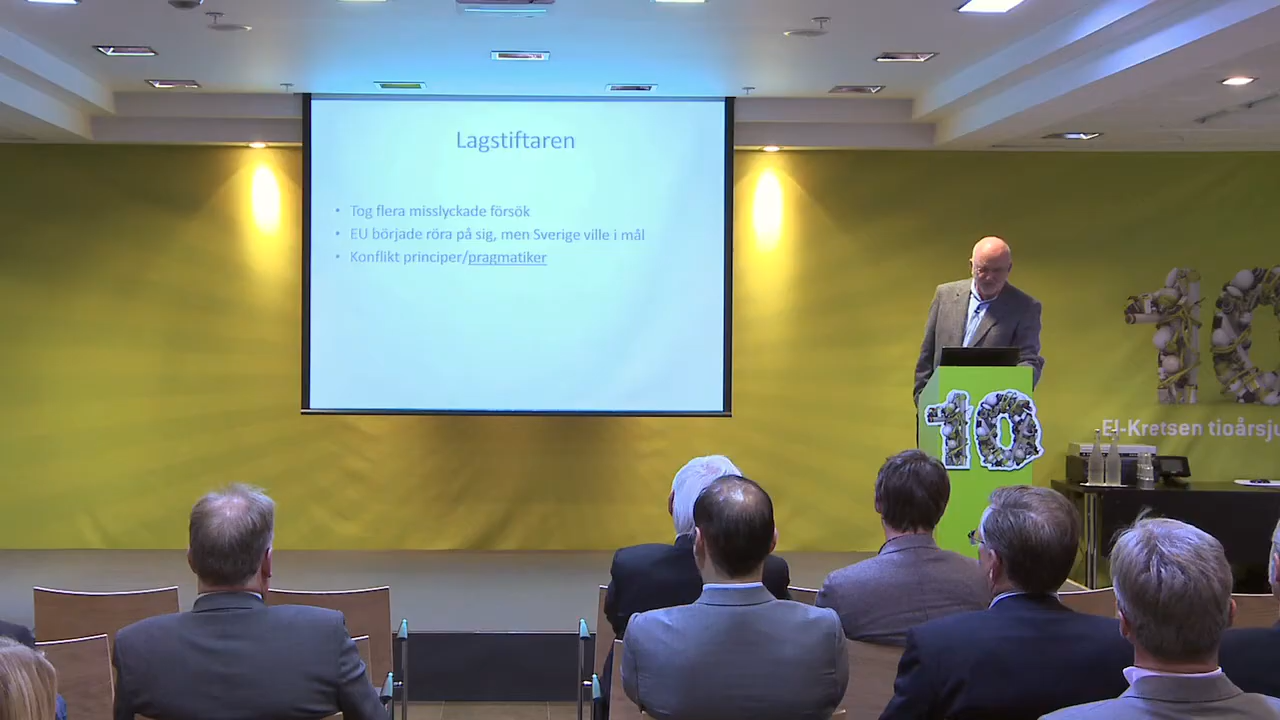 Lagstiftaren
• Tog flera misslyckade försök
• EU började röra på sig, men Sverige ville i mål
• Konflikt principer/pragmatiker
10
10
El-Kretsen tioårsju